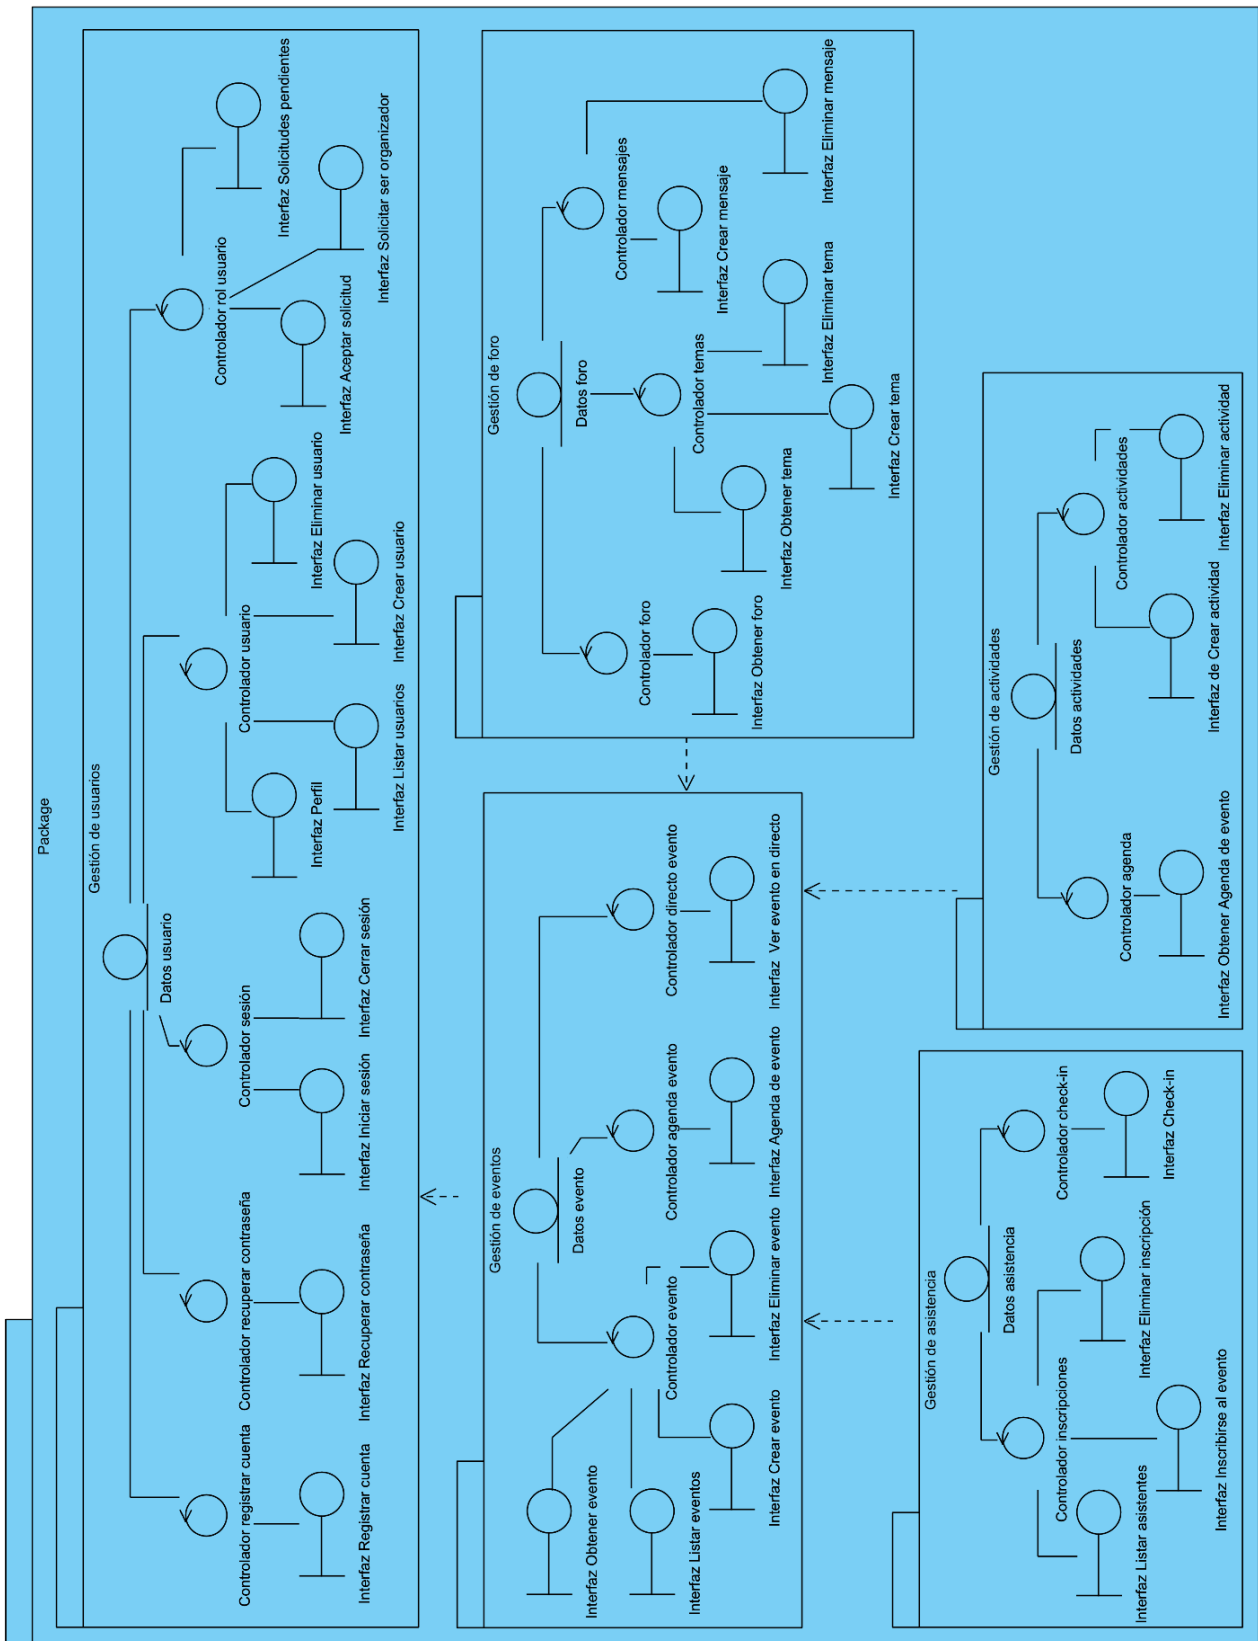 Package
Gestión de usuarios
Datos usuario
Controlador registrar cuenta
Interfaz Registrar cuenta
Controlador recuperar contraseña
Interfaz Recuperar contraseña
Controlador sesión
Interfaz Iniciar sesión
Interfaz Cerrar sesión
Controlador usuario
Interfaz Perfil
Interfaz Listar usuarios
Interfaz Eliminar usuario
Interfaz Crear usuario
Controlador rol usuario
Interfaz Aceptar solicitud
Interfaz Solicitudes pendientes
Interfaz Solicitar ser organizador
Gestión de eventos
Datos evento
Controlador evento
Interfaz Obtener evento
Interfaz Listar eventos
Interfaz Crear evento
Interfaz Eliminar evento
Controlador agenda evento
Interfaz Agenda de evento
Controlador directo evento
Interfaz Ver evento en directo
Gestión de foro
Datos foro
Controlador foro
Interfaz Obtener foro
Controlador temas
Interfaz Obtener tema
Interfaz Crear tema
Interfaz Eliminar tema
Controlador mensajes
Interfaz Crear mensaje
Interfaz Eliminar mensaje
Gestión de asistencia
Datos asistencia
Controlador inscripciones
Interfaz Listar asistentes
Interfaz Inscribirse al evento
Interfaz Eliminar inscripción
Controlador check-in
Interfaz Check-in
Gestión de actividades
Datos actividades
Controlador agenda
Interfaz Obtener Agenda de evento
Controlador actividades
Interfaz de Crear actividad
Interfaz Eliminar actividad